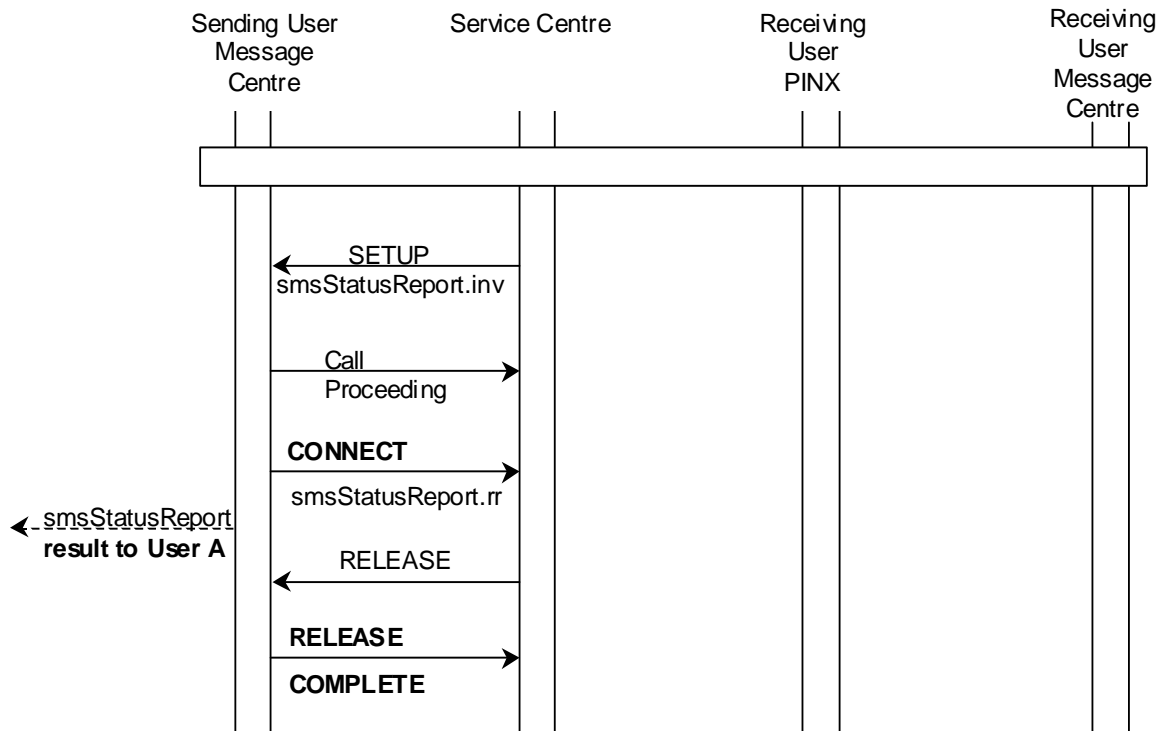 Sending User
Message
Centre
Service Centre
Receiving
User
PINX
Receiving
User
Message
Centre
SETUP
smsStatusReport.inv
Call
Proceeding
CONNECT
smsStatusReport.rr
smsStatusReport
result to User A
RELEASE
RELEASE
COMPLETE